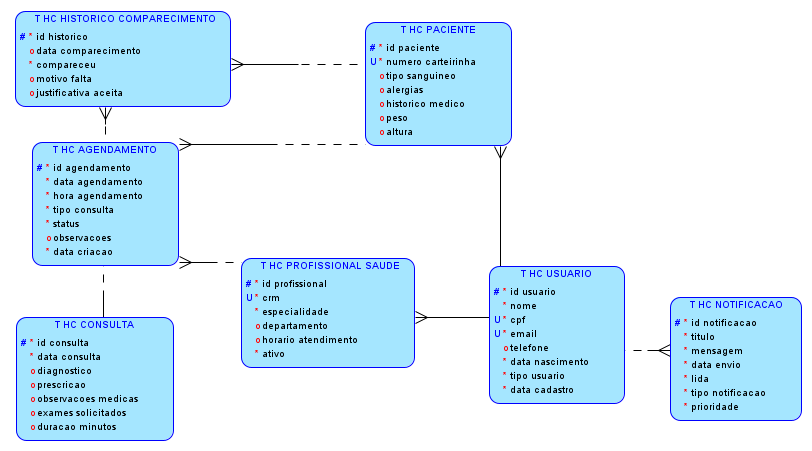 T HC HISTORICO COMPARECIMENTO
# * id historico
o data comparecimento
* compareceu
o motivo falta
o justificativa aceita
T HC PACIENTE
# * id paciente
U * numero carteirinha
o tipo sanguineo
o alergias
o historico medico
o peso
o altura
T HC AGENDAMENTO
# * id agendamento
* data agendamento
* hora agendamento
* tipo consulta
* status
o observacoes
* data criacao
T HC PROFISSIONAL SAUDE
# * id profissional
U * crm
* especialidade
o departamento
o horario atendimento
* ativo
T HC USUARIO
# * id usuario
* nome
U * cpf
U * email
o telefone
* data nascimento
* tipo usuario
* data cadastro
T HC NOTIFICACAO
# * id notificacao
* titulo
* mensagem
* data envio
* lida
* tipo notificacao
* prioridade
T HC CONSULTA
# * id consulta
* data consulta
o diagnostico
o prescricao
o observacoes medicas
o exames solicitados
o duracao minutos